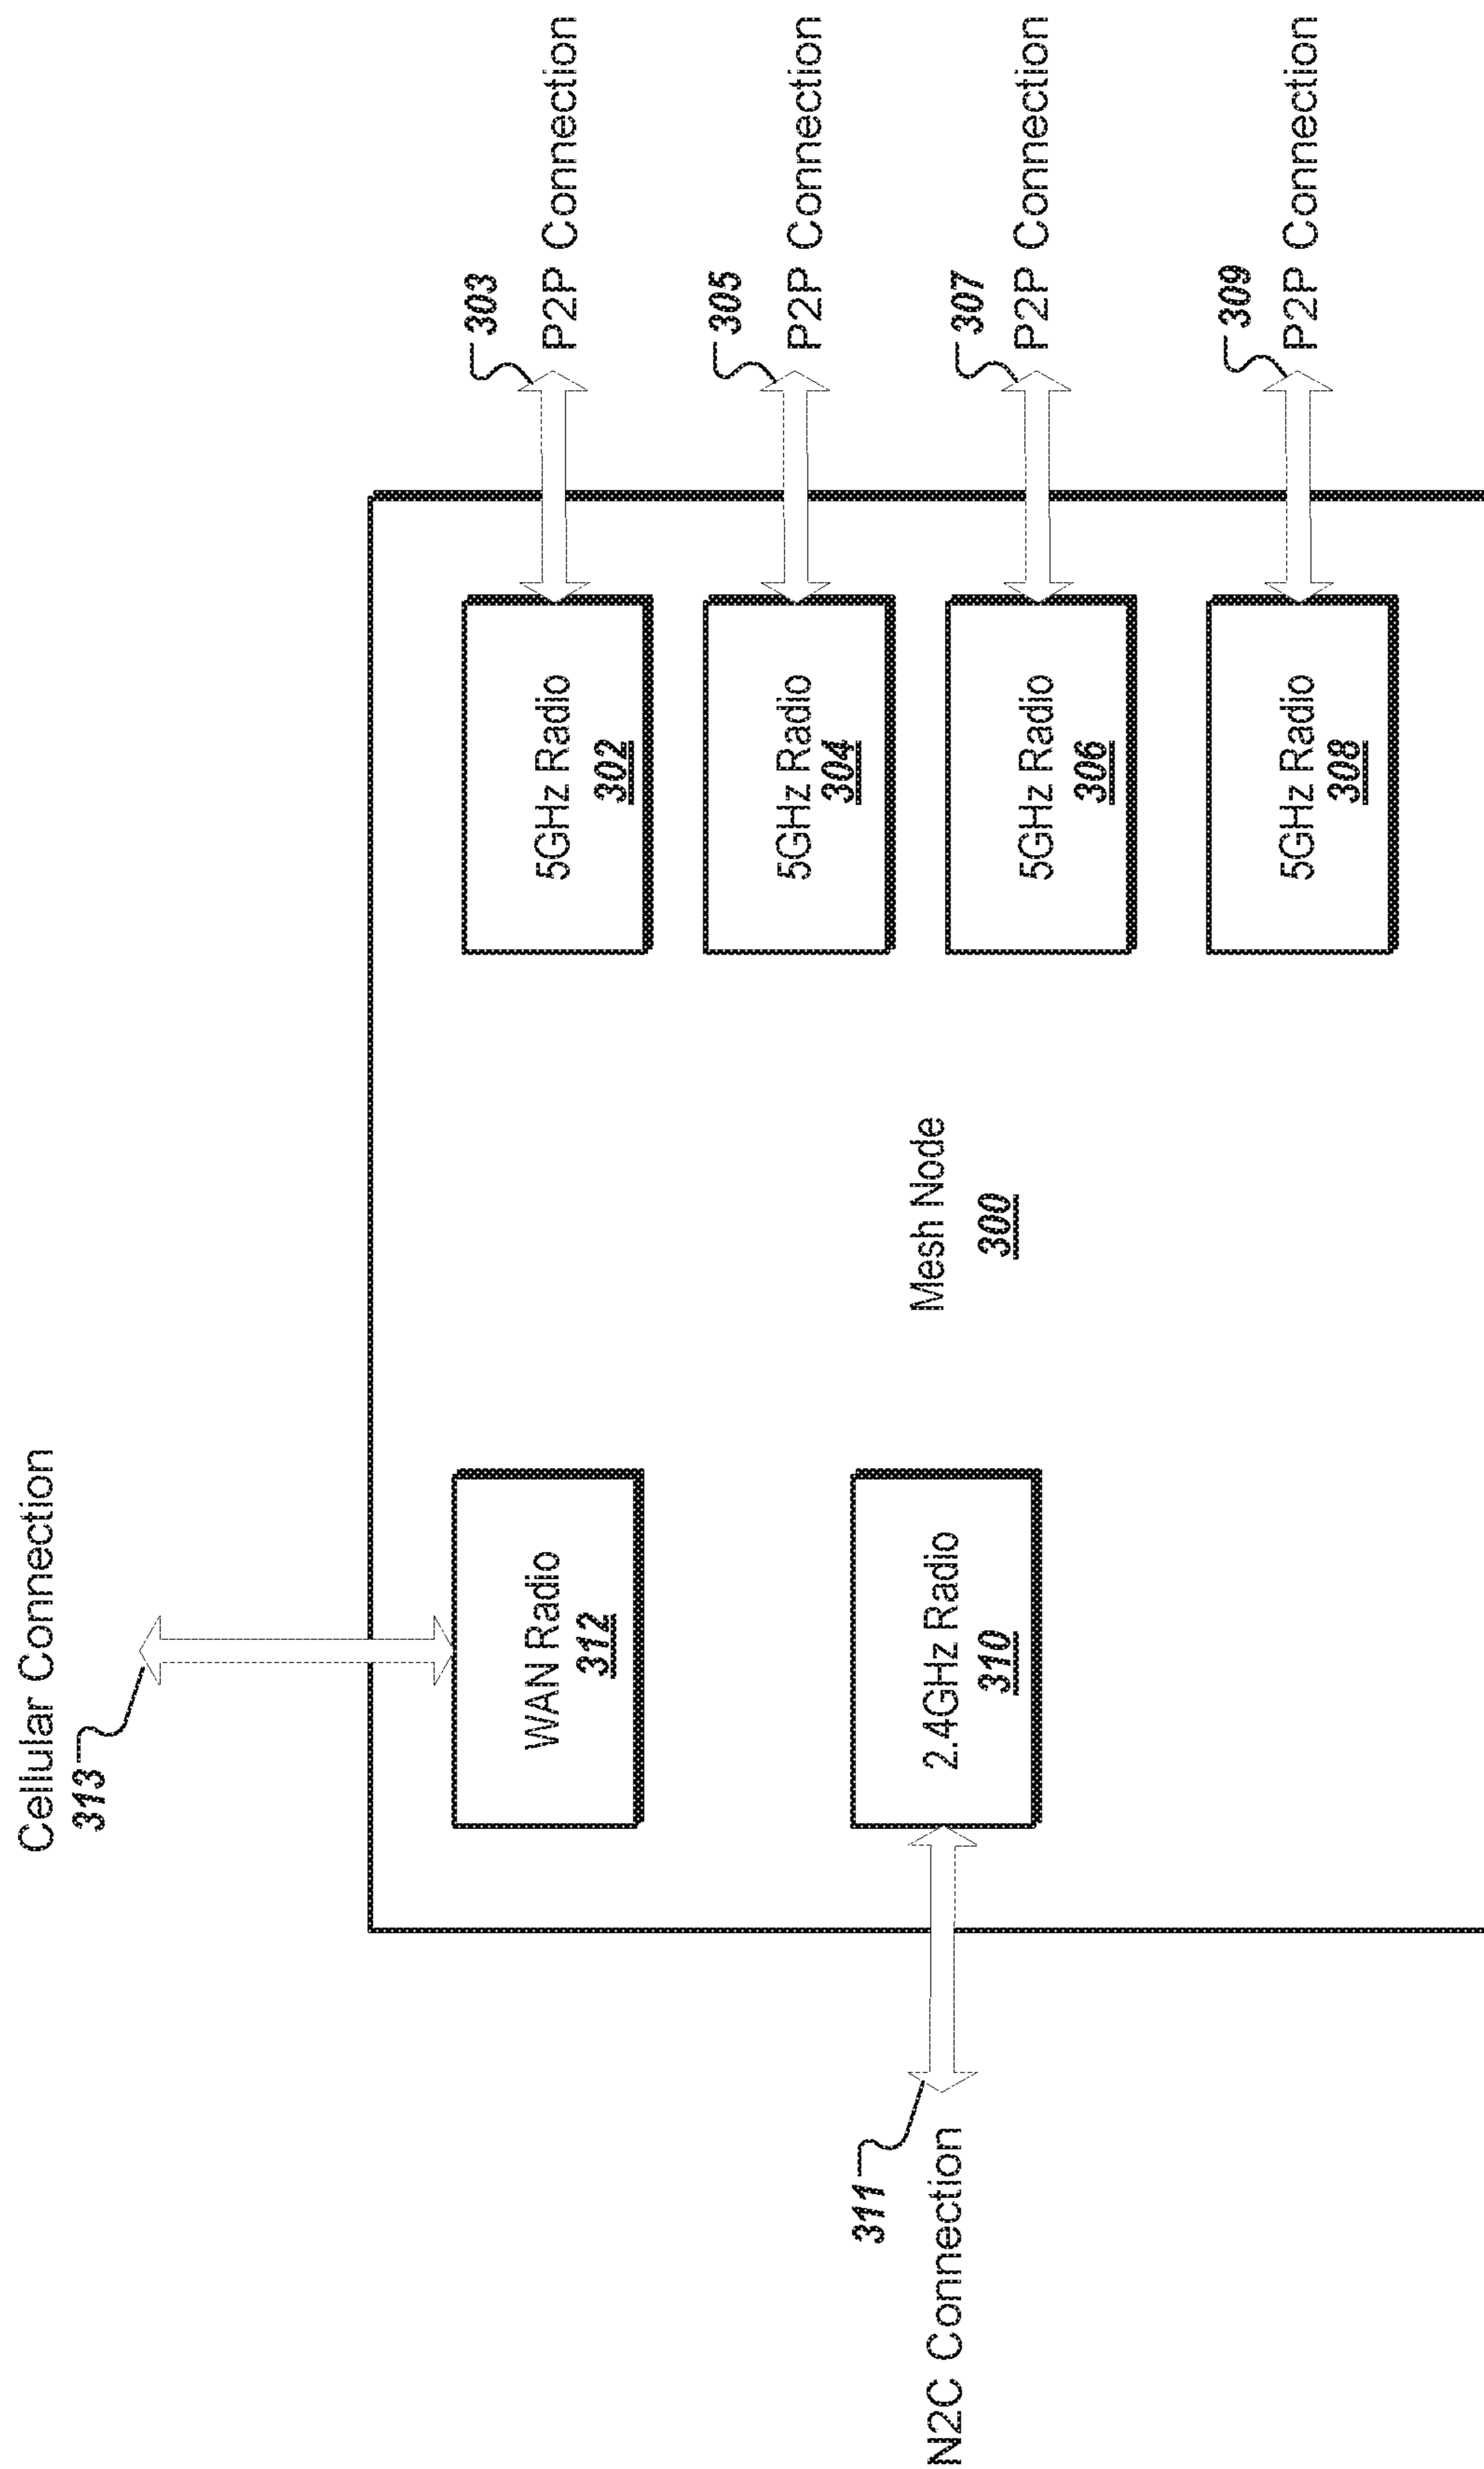 Cellular Connection
313
WAN Radio
312
5GHz Radio
302
303
P2P Connection
5GHz Radio
304
305
P2P Connection
311
N2C Connection
2.4GHz Radio
310
Mesh Node
300
5GHz Radio
306
307
P2P Connection
5GHz Radio
308
309
P2P Connection